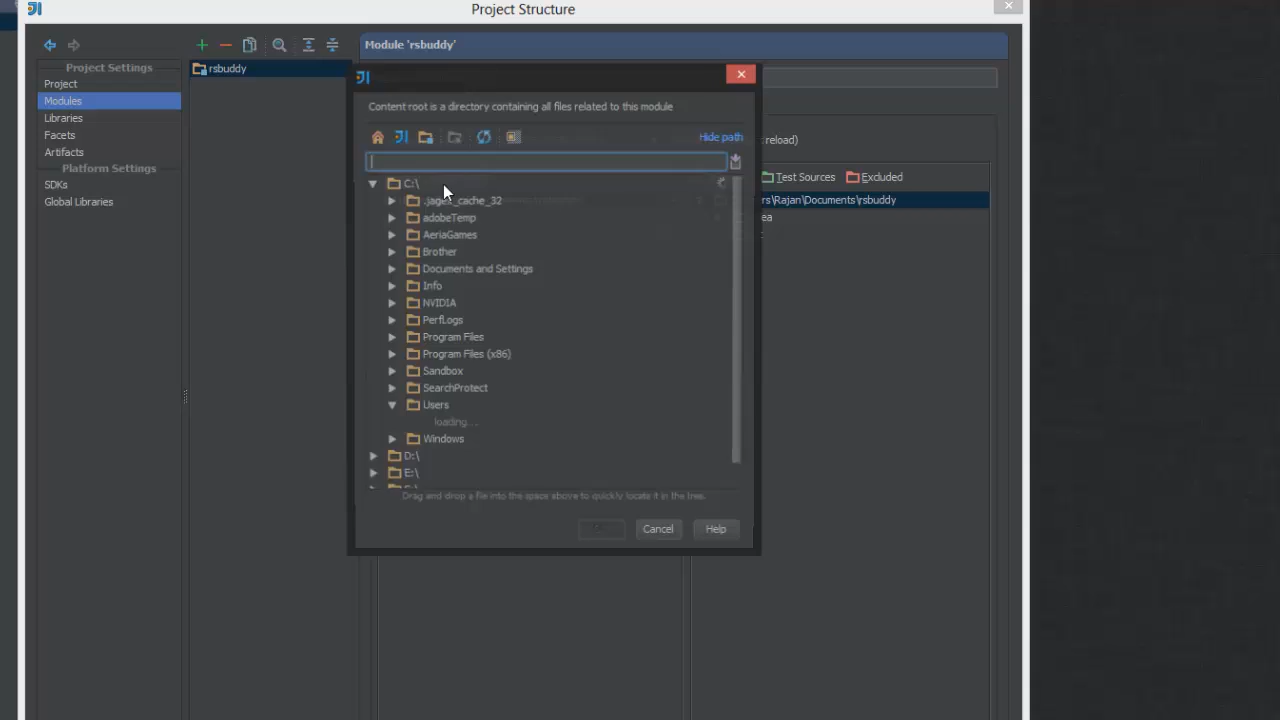 Project Structure
Project Settings
Project
Modules
Libraries
Facets
Artifacts
Platform Settings
SDKs
Global Libraries
rsbuddy
Module 'rsbuddy'
Content root is a directory containing all files related to this module
Hide path
C:\
adobeTemp
AeriaGames
Brother
Documents and Settings
Info
NVIDIA
PerfLogs
Program Files
Program Files (x86)
Sandbox
SearchProtect
Users
loading...
Windows
D:\
E:\
Drag and drop a file into the space above to quickly locate it in the tree.
Cancel
Help
reload)
Test Sources
Excluded
rs\Rajan\Documents\rsbuddy
ea